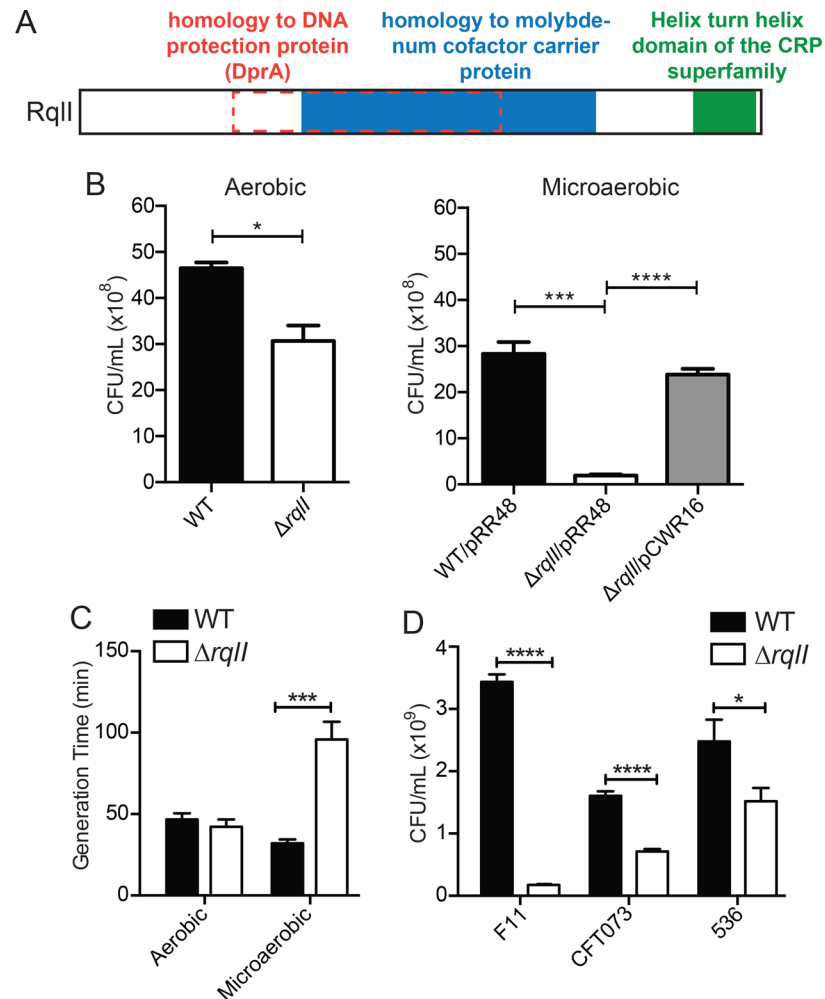 A
homology to DNA
protection protein
(DprA)
homology to molybde-
num cofactor carrier
protein
Helix turn helix
domain of the CRP
superfamily
RqlI
B
Aerobic
CFU/mL (x10⁸)
60
50
40
30
20
10
0
*
WT
ΔrqlI
Microaerobic
CFU/mL (x10⁸)
60
50
40
30
20
10
0
***
****
WT/pRR48
ΔrqlI/pRR48
ΔrqlI/pCWR16
C
WT
ΔrqlI
Generation Time (min)
150
100
50
0
***
Aerobic
Microaerobic
D
WT
ΔrqlI
CFU/mL (x10⁹)
4
3
2
1
0
****
****
*
F11
CFT073
536